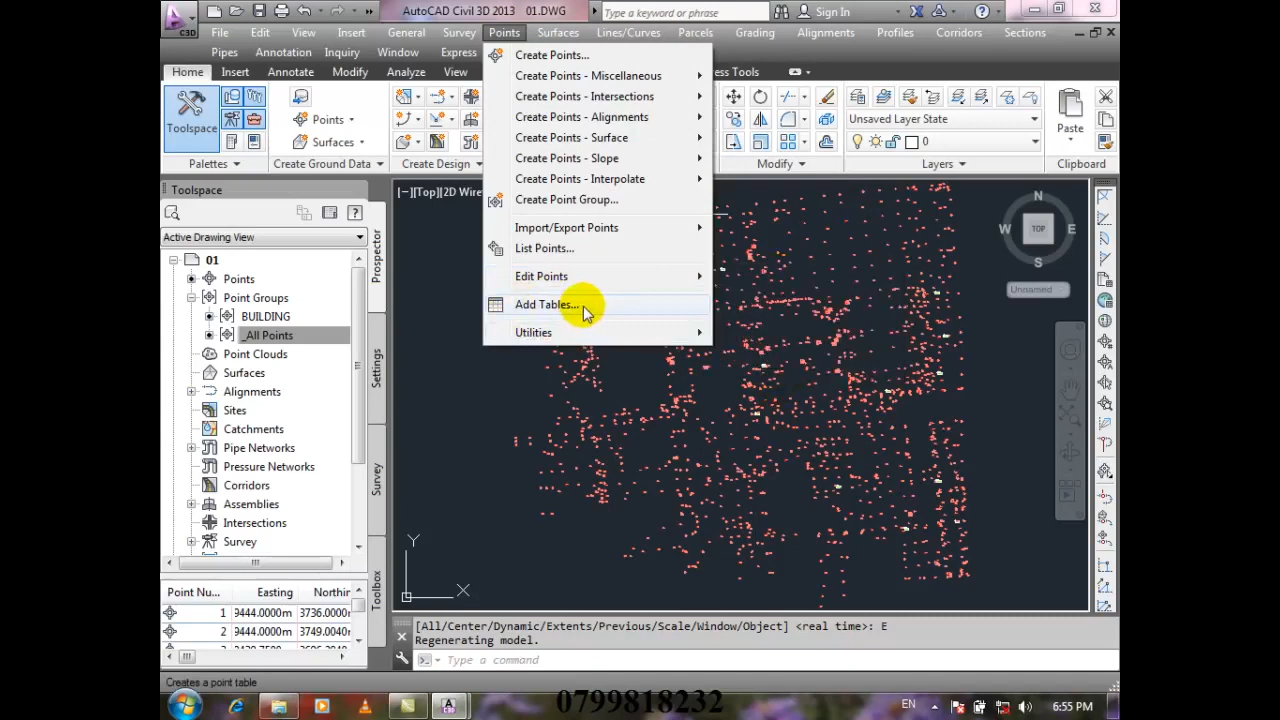 AutoCAD Civil 3D 2013 01.DWG
Type a keyword or phrase
Sign In
C3D
File Edit View Insert General Survey Points Surfaces Lines/Curves Parcels Grading Alignments Profiles Corridors Sections
Pipes Annotation Inquiry Window Express
Home Insert Annotate Modify Analyze View ess Tools
Toolspace
Points
Surfaces
Palettes
Create Ground Data
Create Design
Unsaved Layer State
0
Paste
Modify
Layers
Clipboard
Create Points...
Create Points - Miscellaneous
Create Points - Intersections
Create Points - Alignments
Create Points - Surface
Create Points - Slope
Create Points - Interpolate
Create Point Group...
Import/Export Points
List Points...
Edit Points
Add Tables...
Utilities
Toolspace
Active Drawing View
01
Points
Point Groups
BUILDING
_All Points
Point Clouds
Surfaces
Alignments
Sites
Catchments
Pipe Networks
Pressure Networks
Corridors
Assemblies
Intersections
Survey
Prospector
Settings
Survey
Toolbox
Point Nu... Easting Northin
1 9444.0000m 3736.0000
2 9444.0000m 3749.0040
[−][Top][2D Wire
N
W TOP E
S
Unnamed
Y
X
[All/Center/Dynamic/Extents/Previous/Scale/Window/Object] <real time>: E
Regenerating model.
Type a command
Creates a point table
0799818232
EN
6:55 PM